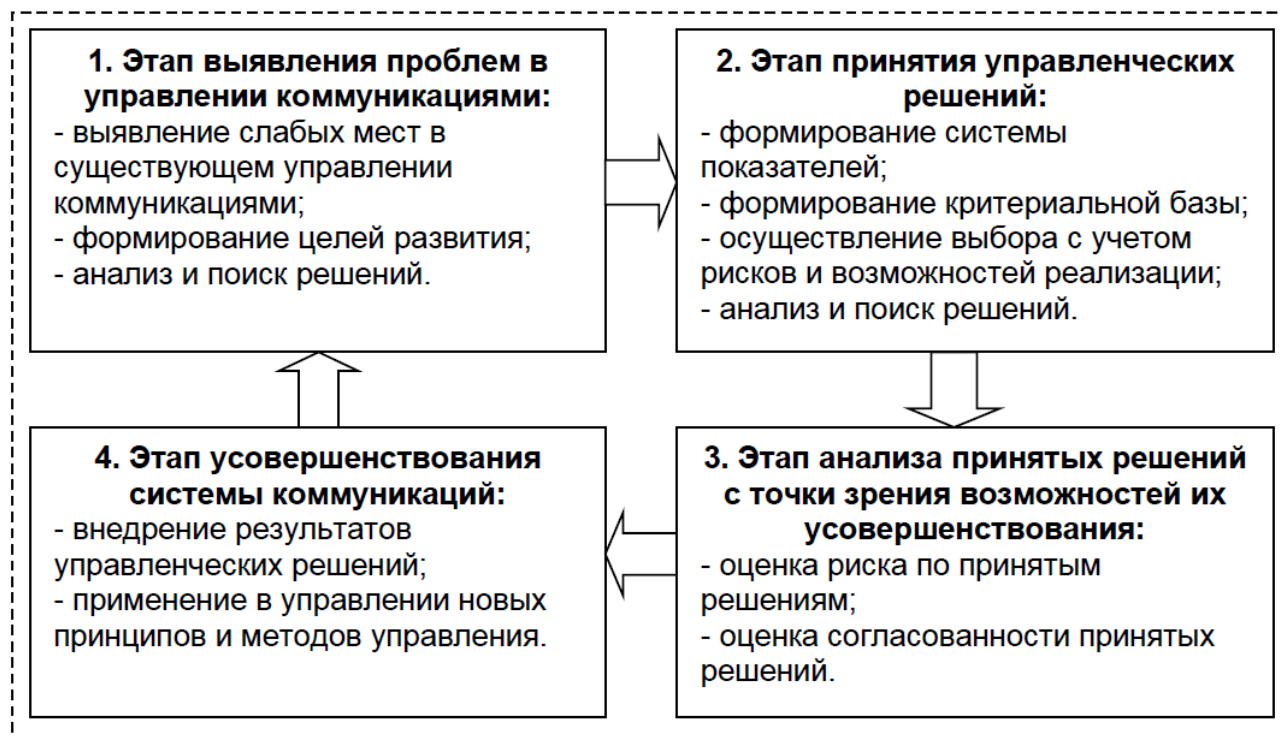 1. Этап выявления проблем в
управлении коммуникациями:
- выявление слабых мест в
существующем управлении
коммуникациями;
- формирование целей развития;
- анализ и поиск решений.
2. Этап принятия управленческих
решений:
- формирование системы
показателей;
- формирование критериальной базы;
- осуществление выбора с учетом
рисков и возможностей реализации;
- анализ и поиск решений.
3. Этап анализа принятых решений
с точки зрения возможностей их
усовершенствования:
- оценка риска по принятым
решениям;
- оценка согласованности принятых
решений.
4. Этап усовершенствования
системы коммуникаций:
- внедрение результатов
управленческих решений;
- применение в управлении новых
принципов и методов управления.